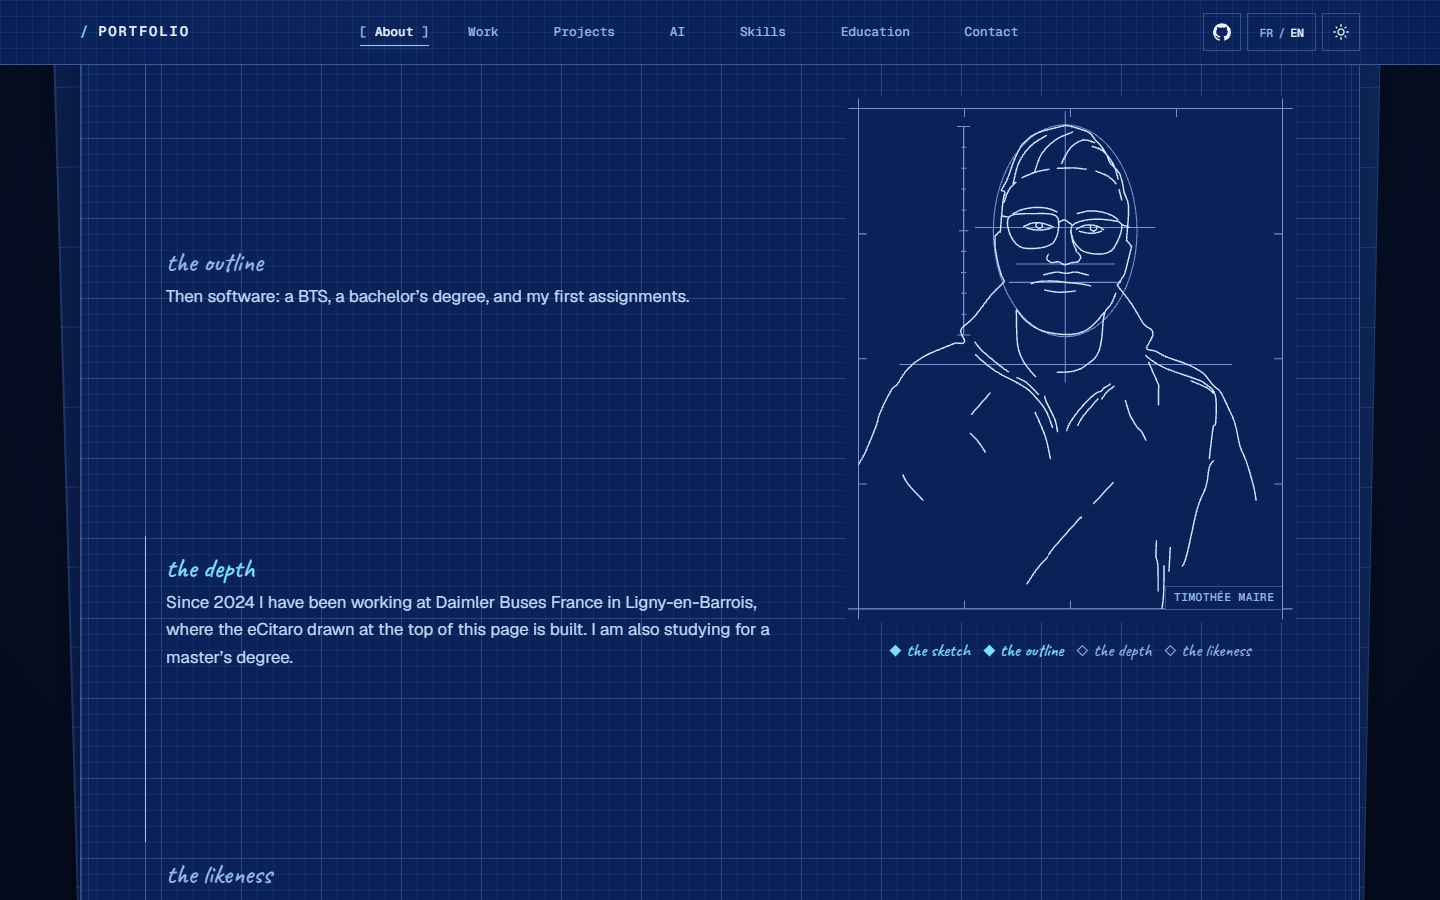 / PORTFOLIO
[ About ]
Work
Projects
AI
Skills
Education
Contact
FR / EN
the outline
Then software: a BTS, a bachelor’s degree, and my first assignments.
the depth
Since 2024 I have been working at Daimler Buses France in Ligny-en-Barrois,
where the eCitaro drawn at the top of this page is built. I am also studying for a
master’s degree.
the likeness
TIMOTHÉE MAIRE
◆ the sketch ◆ the outline ◇ the depth ◇ the likeness